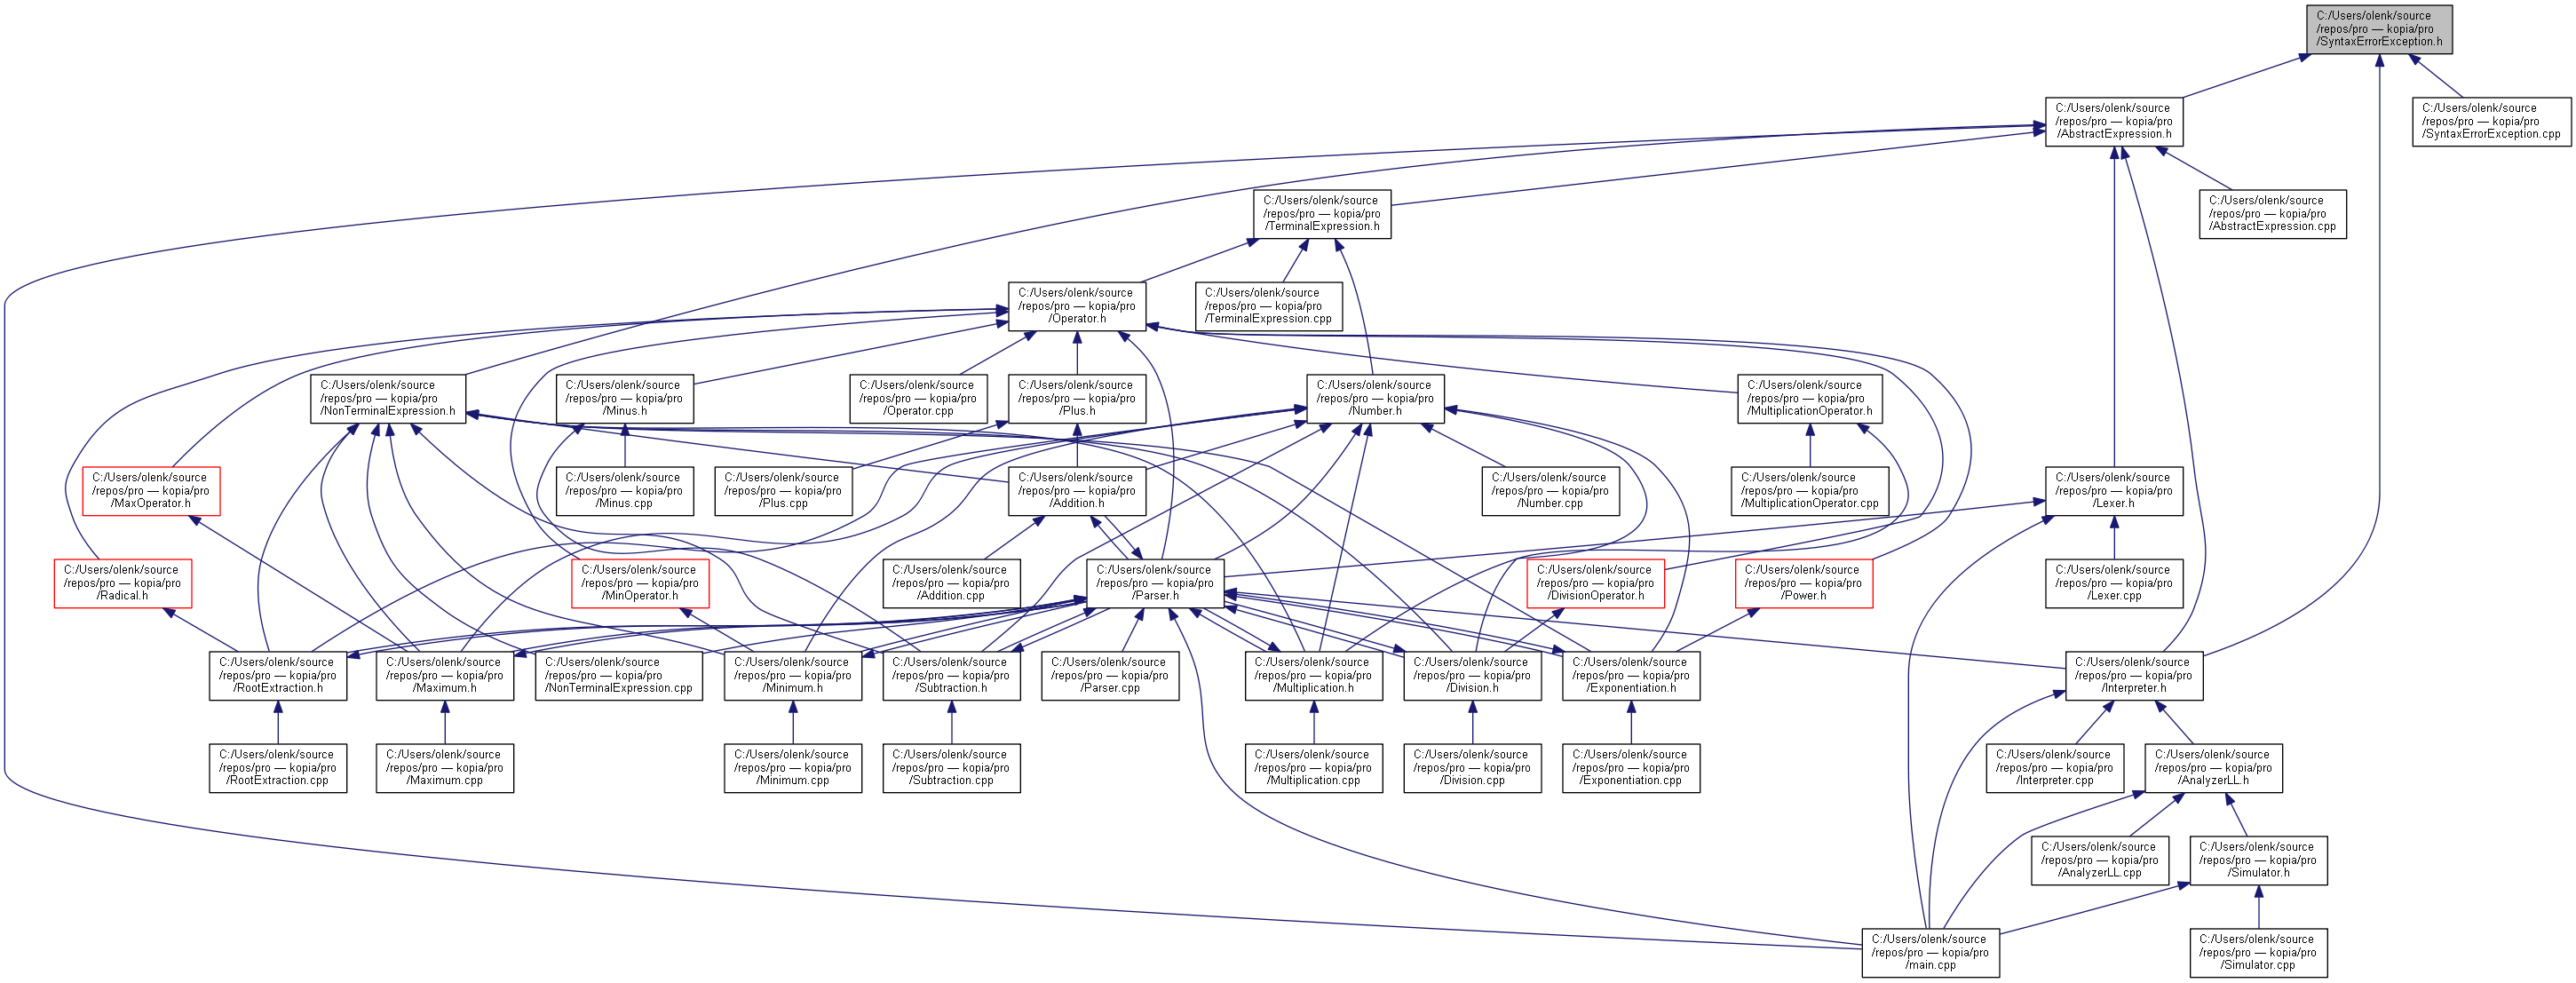 C:/Users/olenk/source
/repos/pro — kopia/pro
/SyntaxErrorException.h
C:/Users/olenk/source
/repos/pro — kopia/pro
/AbstractExpression.h
C:/Users/olenk/source
/repos/pro — kopia/pro
/SyntaxErrorException.cpp
C:/Users/olenk/source
/repos/pro — kopia/pro
/TerminalExpression.h
C:/Users/olenk/source
/repos/pro — kopia/pro
/AbstractExpression.cpp
C:/Users/olenk/source
/repos/pro — kopia/pro
/Operator.h
C:/Users/olenk/source
/repos/pro — kopia/pro
/TerminalExpression.cpp
C:/Users/olenk/source
/repos/pro — kopia/pro
/NonTerminalExpression.h
C:/Users/olenk/source
/repos/pro — kopia/pro
/Minus.h
C:/Users/olenk/source
/repos/pro — kopia/pro
/Operator.cpp
C:/Users/olenk/source
/repos/pro — kopia/pro
/Plus.h
C:/Users/olenk/source
/repos/pro — kopia/pro
/Number.h
C:/Users/olenk/source
/repos/pro — kopia/pro
/MultiplicationOperator.h
C:/Users/olenk/source
/repos/pro — kopia/pro
/MaxOperator.h
C:/Users/olenk/source
/repos/pro — kopia/pro
/Minus.cpp
C:/Users/olenk/source
/repos/pro — kopia/pro
/Plus.cpp
C:/Users/olenk/source
/repos/pro — kopia/pro
/Addition.h
C:/Users/olenk/source
/repos/pro — kopia/pro
/Number.cpp
C:/Users/olenk/source
/repos/pro — kopia/pro
/MultiplicationOperator.cpp
C:/Users/olenk/source
/repos/pro — kopia/pro
/Lexer.h
C:/Users/olenk/source
/repos/pro — kopia/pro
/Radical.h
C:/Users/olenk/source
/repos/pro — kopia/pro
/MinOperator.h
C:/Users/olenk/source
/repos/pro — kopia/pro
/Addition.cpp
C:/Users/olenk/source
/repos/pro — kopia/pro
/Parser.h
C:/Users/olenk/source
/repos/pro — kopia/pro
/DivisionOperator.h
C:/Users/olenk/source
/repos/pro — kopia/pro
/Power.h
C:/Users/olenk/source
/repos/pro — kopia/pro
/Lexer.cpp
C:/Users/olenk/source
/repos/pro — kopia/pro
/RootExtraction.h
C:/Users/olenk/source
/repos/pro — kopia/pro
/Maximum.h
C:/Users/olenk/source
/repos/pro — kopia/pro
/NonTerminalExpression.cpp
C:/Users/olenk/source
/repos/pro — kopia/pro
/Minimum.h
C:/Users/olenk/source
/repos/pro — kopia/pro
/Subtraction.h
C:/Users/olenk/source
/repos/pro — kopia/pro
/Parser.cpp
C:/Users/olenk/source
/repos/pro — kopia/pro
/Multiplication.h
C:/Users/olenk/source
/repos/pro — kopia/pro
/Division.h
C:/Users/olenk/source
/repos/pro — kopia/pro
/Exponentiation.h
C:/Users/olenk/source
/repos/pro — kopia/pro
/Interpreter.h
C:/Users/olenk/source
/repos/pro — kopia/pro
/RootExtraction.cpp
C:/Users/olenk/source
/repos/pro — kopia/pro
/Maximum.cpp
C:/Users/olenk/source
/repos/pro — kopia/pro
/Minimum.cpp
C:/Users/olenk/source
/repos/pro — kopia/pro
/Subtraction.cpp
C:/Users/olenk/source
/repos/pro — kopia/pro
/Multiplication.cpp
C:/Users/olenk/source
/repos/pro — kopia/pro
/Division.cpp
C:/Users/olenk/source
/repos/pro — kopia/pro
/Exponentiation.cpp
C:/Users/olenk/source
/repos/pro — kopia/pro
/Interpreter.cpp
C:/Users/olenk/source
/repos/pro — kopia/pro
/AnalyzerLL.h
C:/Users/olenk/source
/repos/pro — kopia/pro
/AnalyzerLL.cpp
C:/Users/olenk/source
/repos/pro — kopia/pro
/Simulator.h
C:/Users/olenk/source
/repos/pro — kopia/pro
/main.cpp
C:/Users/olenk/source
/repos/pro — kopia/pro
/Simulator.cpp